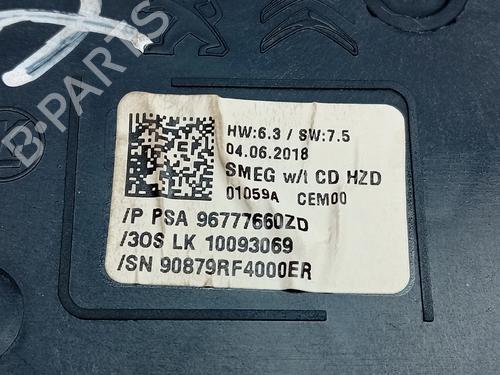 B-PARTS
HW:6.3 / SW:7.5
04.06.2018
SMEG w/t CD HZD
01059A CEM00
/P PSA 96777660ZD
/3OS LK 10093069
/SN 90879RF4000ER